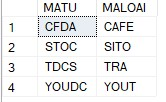 MATU MALOAI
1 CFDA CAFE
2 STOC SITO
3 TDCS TRA
4 YOUDC YOUT